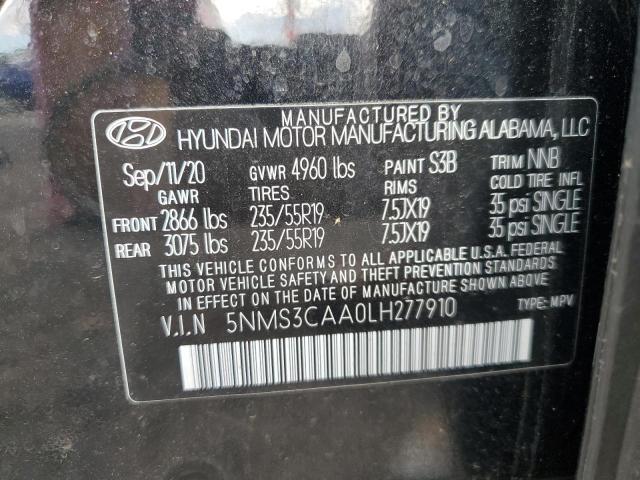 MANUFACTURED BY
HYUNDAI MOTOR MANUFACTURING ALABAMA, LLC
Sep/11/20 GVWR 4960 lbs PAINT S3B TRIM NNB
GAWR TIRES RIMS COLD TIRE INFL
FRONT 2866 lbs 235/55R19 7.5JX19 35 psi SINGLE
REAR 3075 lbs 235/55R19 7.5JX19 35 psi SINGLE
THIS VEHICLE CONFORMS TO ALL APPLICABLE U.S.A. FEDERAL
MOTOR VEHICLE SAFETY AND THEFT PREVENTION STANDARDS
IN EFFECT ON THE DATE OF MANUFACTURE SHOWN ABOVE.
V.I.N 5NMS3CAA0LH277910 TYPE: MPV